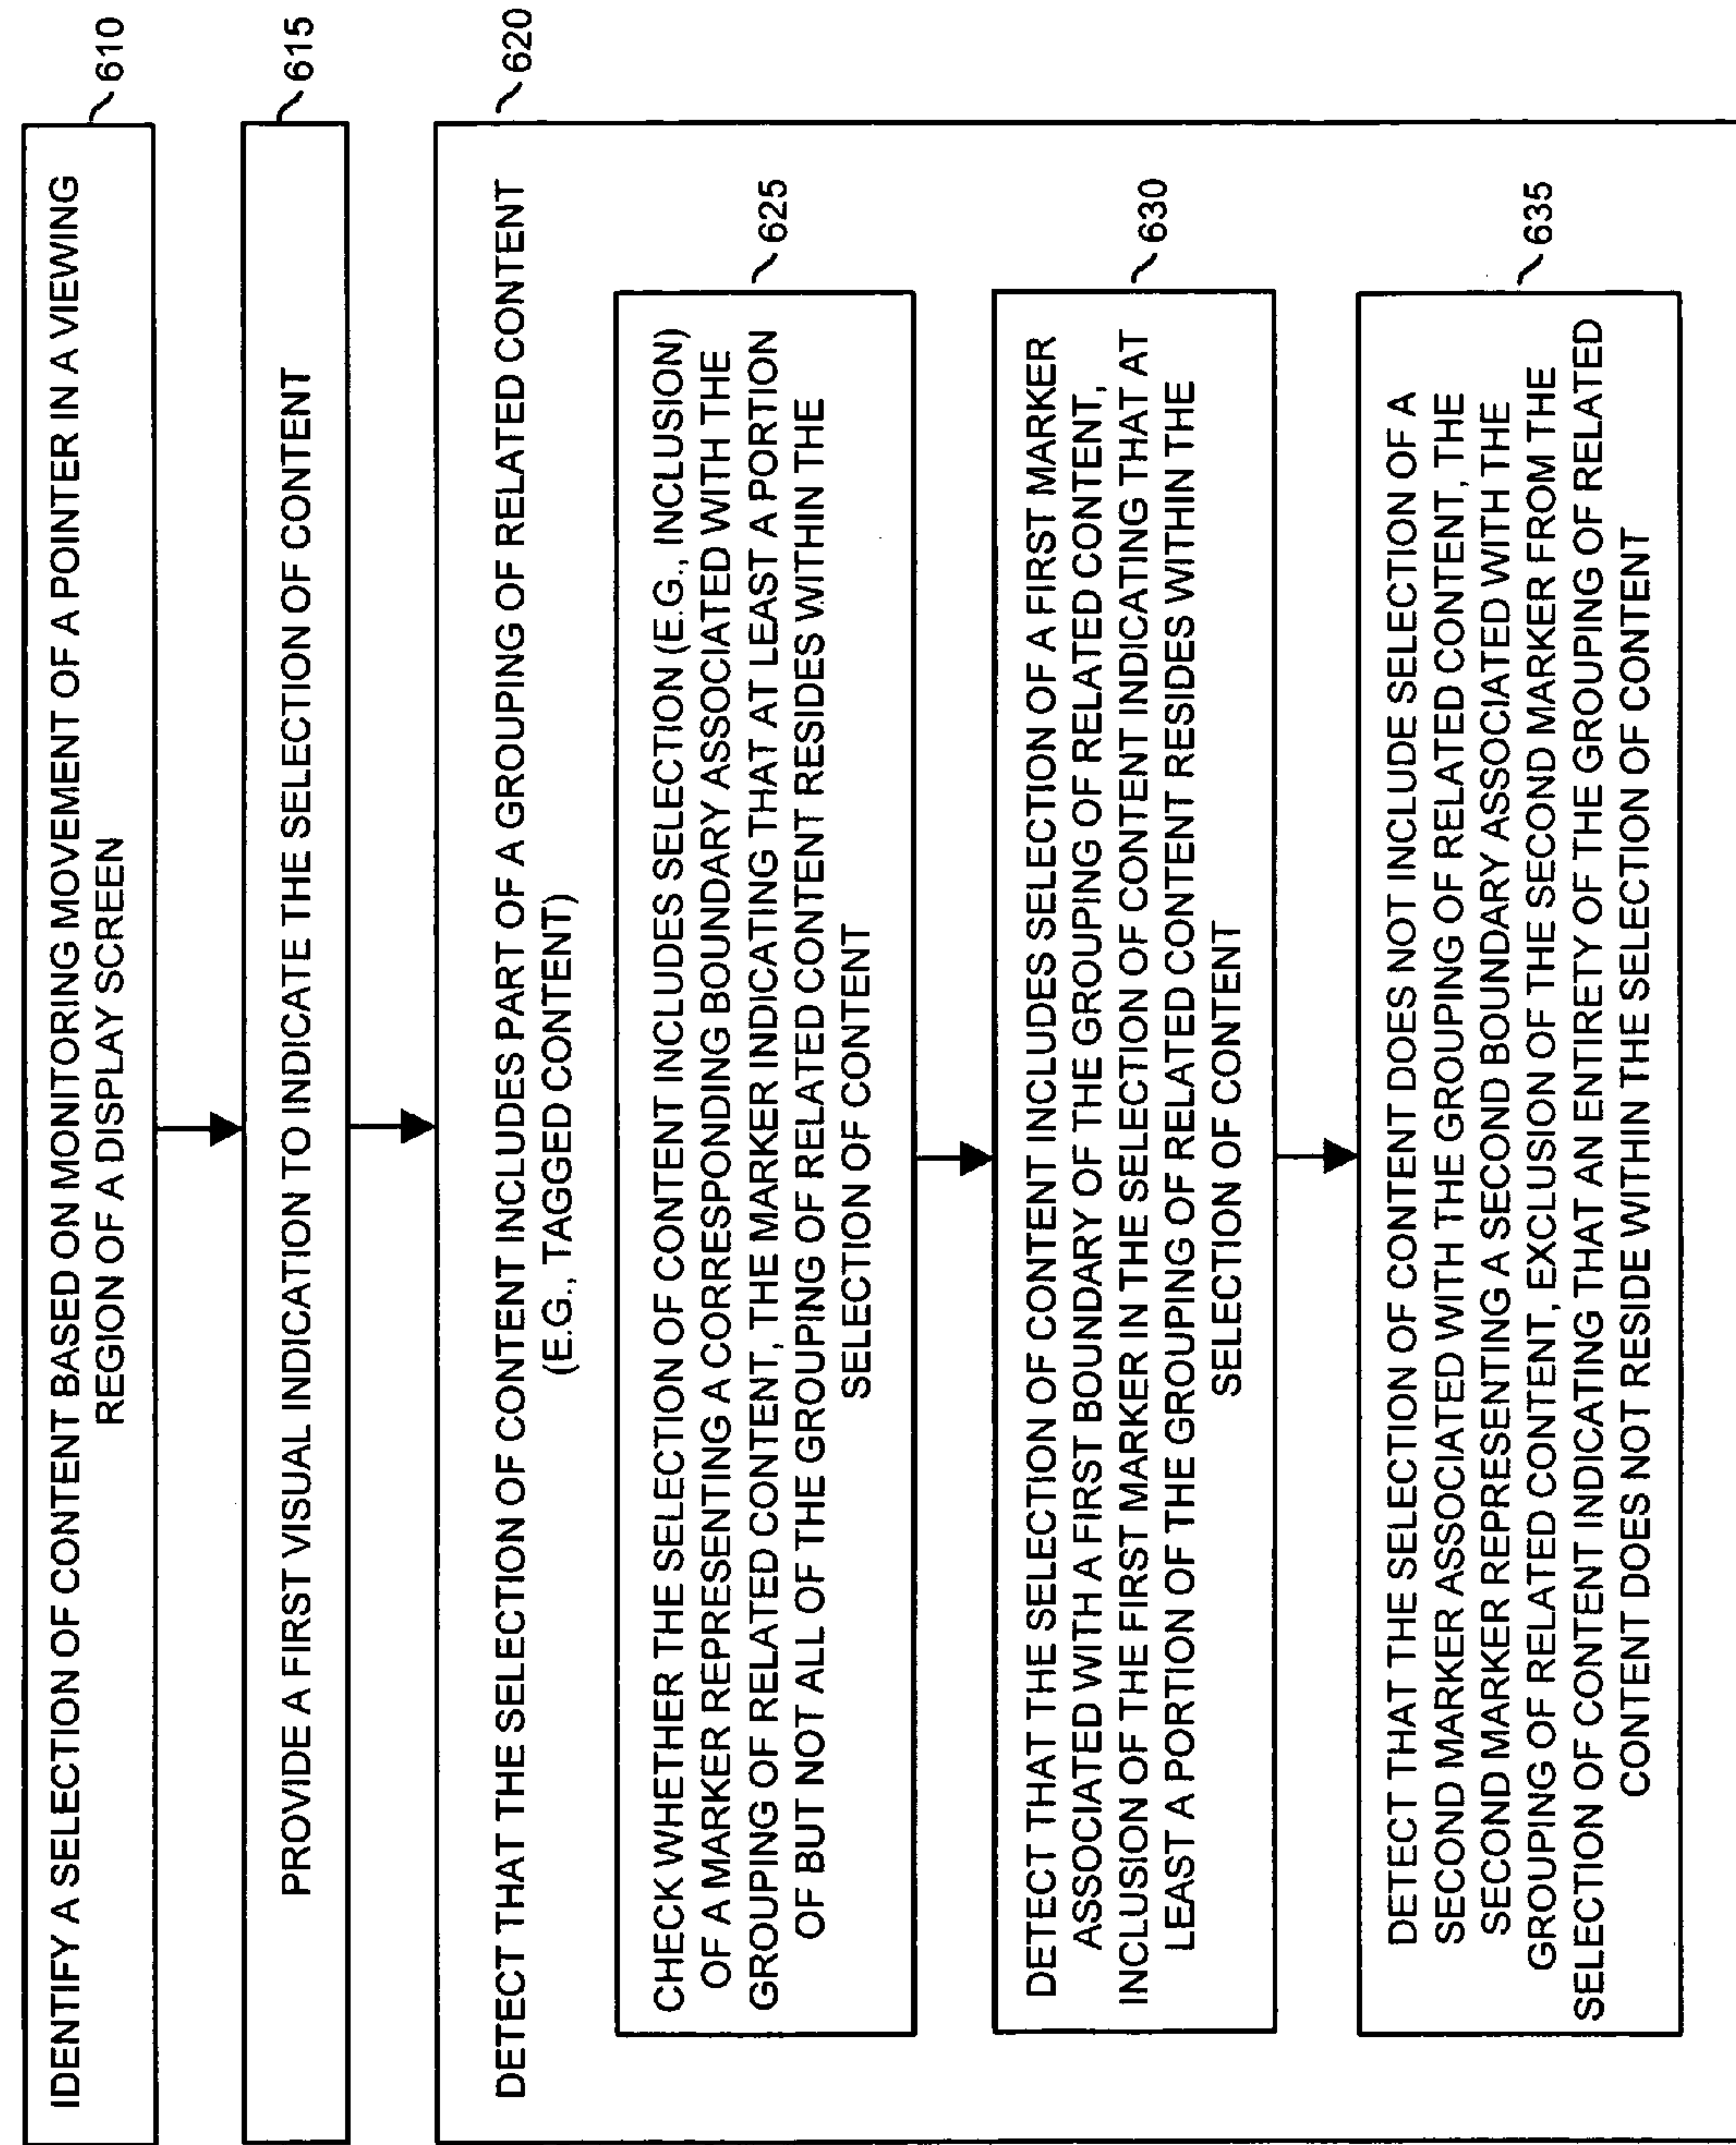 IDENTIFY A SELECTION OF CONTENT BASED ON MONITORING MOVEMENT OF A POINTER IN A VIEWING
REGION OF A DISPLAY SCREEN
610
PROVIDE A FIRST VISUAL INDICATION TO INDICATE THE SELECTION OF CONTENT
615
DETECT THAT THE SELECTION OF CONTENT INCLUDES PART OF A GROUPING OF RELATED CONTENT
(E.G., TAGGED CONTENT)
620
CHECK WHETHER THE SELECTION OF CONTENT INCLUDES SELECTION (E.G., INCLUSION)
OF A MARKER REPRESENTING A CORRESPONDING BOUNDARY ASSOCIATED WITH THE
GROUPING OF RELATED CONTENT, THE MARKER INDICATING THAT AT LEAST A PORTION
OF BUT NOT ALL OF THE GROUPING OF RELATED CONTENT RESIDES WITHIN THE
SELECTION OF CONTENT
625
DETECT THAT THE SELECTION OF CONTENT INCLUDES SELECTION OF A FIRST MARKER
ASSOCIATED WITH A FIRST BOUNDARY OF THE GROUPING OF RELATED CONTENT,
INCLUSION OF THE FIRST MARKER IN THE SELECTION OF CONTENT INDICATING THAT AT
LEAST A PORTION OF THE GROUPING OF RELATED CONTENT RESIDES WITHIN THE
SELECTION OF CONTENT
630
DETECT THAT THE SELECTION OF CONTENT DOES NOT INCLUDE SELECTION OF A
SECOND MARKER ASSOCIATED WITH THE GROUPING OF RELATED CONTENT, THE
SECOND MARKER REPRESENTING A SECOND BOUNDARY ASSOCIATED WITH THE
GROUPING OF RELATED CONTENT, EXCLUSION OF THE SECOND MARKER FROM THE
SELECTION OF CONTENT INDICATING THAT AN ENTIRETY OF THE GROUPING OF RELATED
CONTENT DOES NOT RESIDE WITHIN THE SELECTION OF CONTENT
635